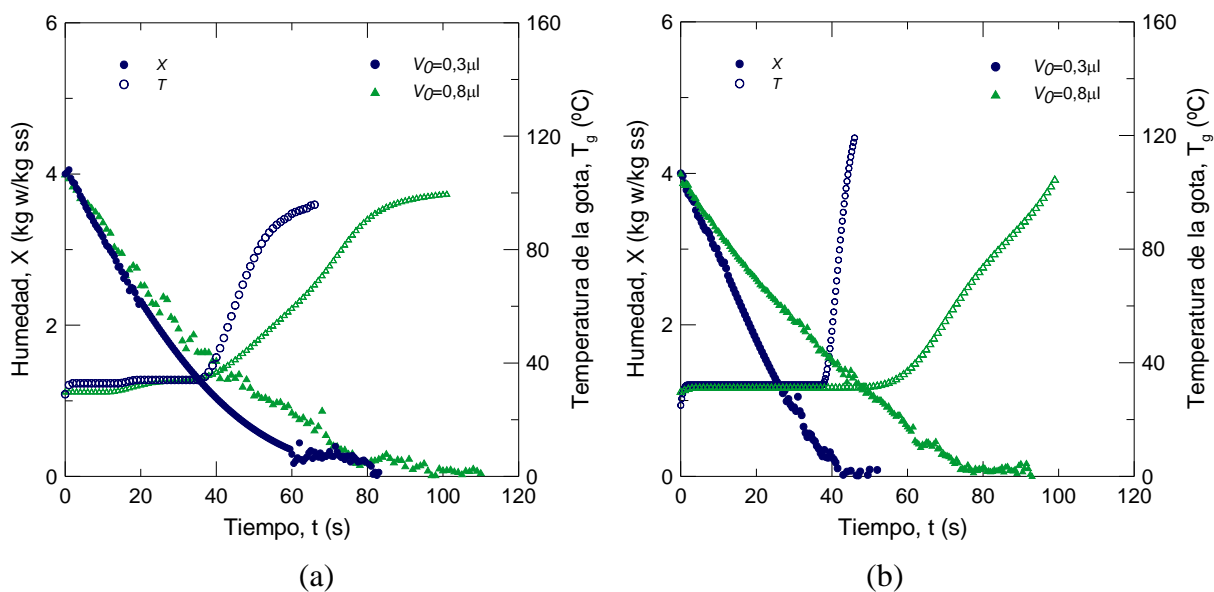 6
4
2
0
Humedad, X (kg w/kg ss)
X
T
V0=0,3µl
V0=0,8µl
160
120
80
40
0
Temperatura de la gota, Tg (ºC)
0 20 40 60 80 100 120
Tiempo, t (s)
(a)
6
4
2
0
Humedad, X (kg w/kg ss)
X
T
V0=0,3µl
V0=0,8µl
160
120
80
40
0
Temperatura de la gota, Tg (ºC)
0 20 40 60 80 100 120
Tiempo, t (s)
(b)